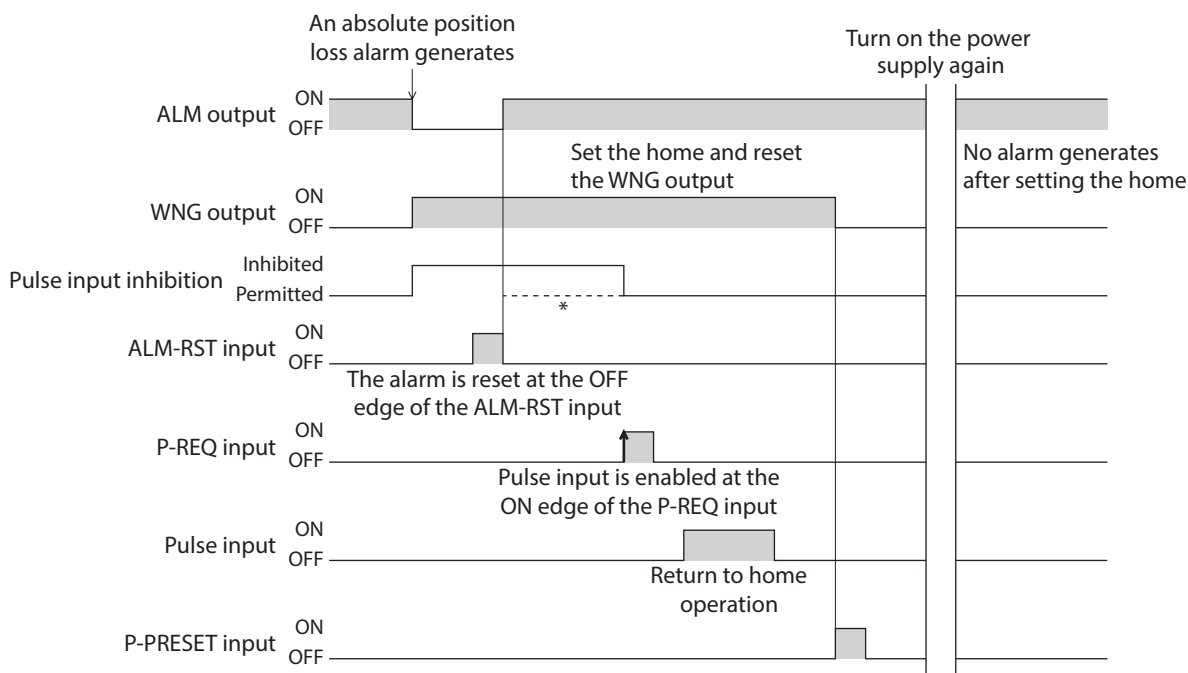 An absolute position
loss alarm generates
Turn on the power
supply again
ALM output
ON
OFF
Set the home and reset
the WNG output
No alarm generates
after setting the home
WNG output
ON
OFF
Pulse input inhibition
Inhibited
Permitted
*
ALM-RST input
ON
OFF
The alarm is reset at the OFF
edge of the ALM-RST input
P-REQ input
ON
OFF
Pulse input is enabled at the
ON edge of the P-REQ input
Pulse input
ON
OFF
Return to home
operation
P-PRESET input
ON
OFF